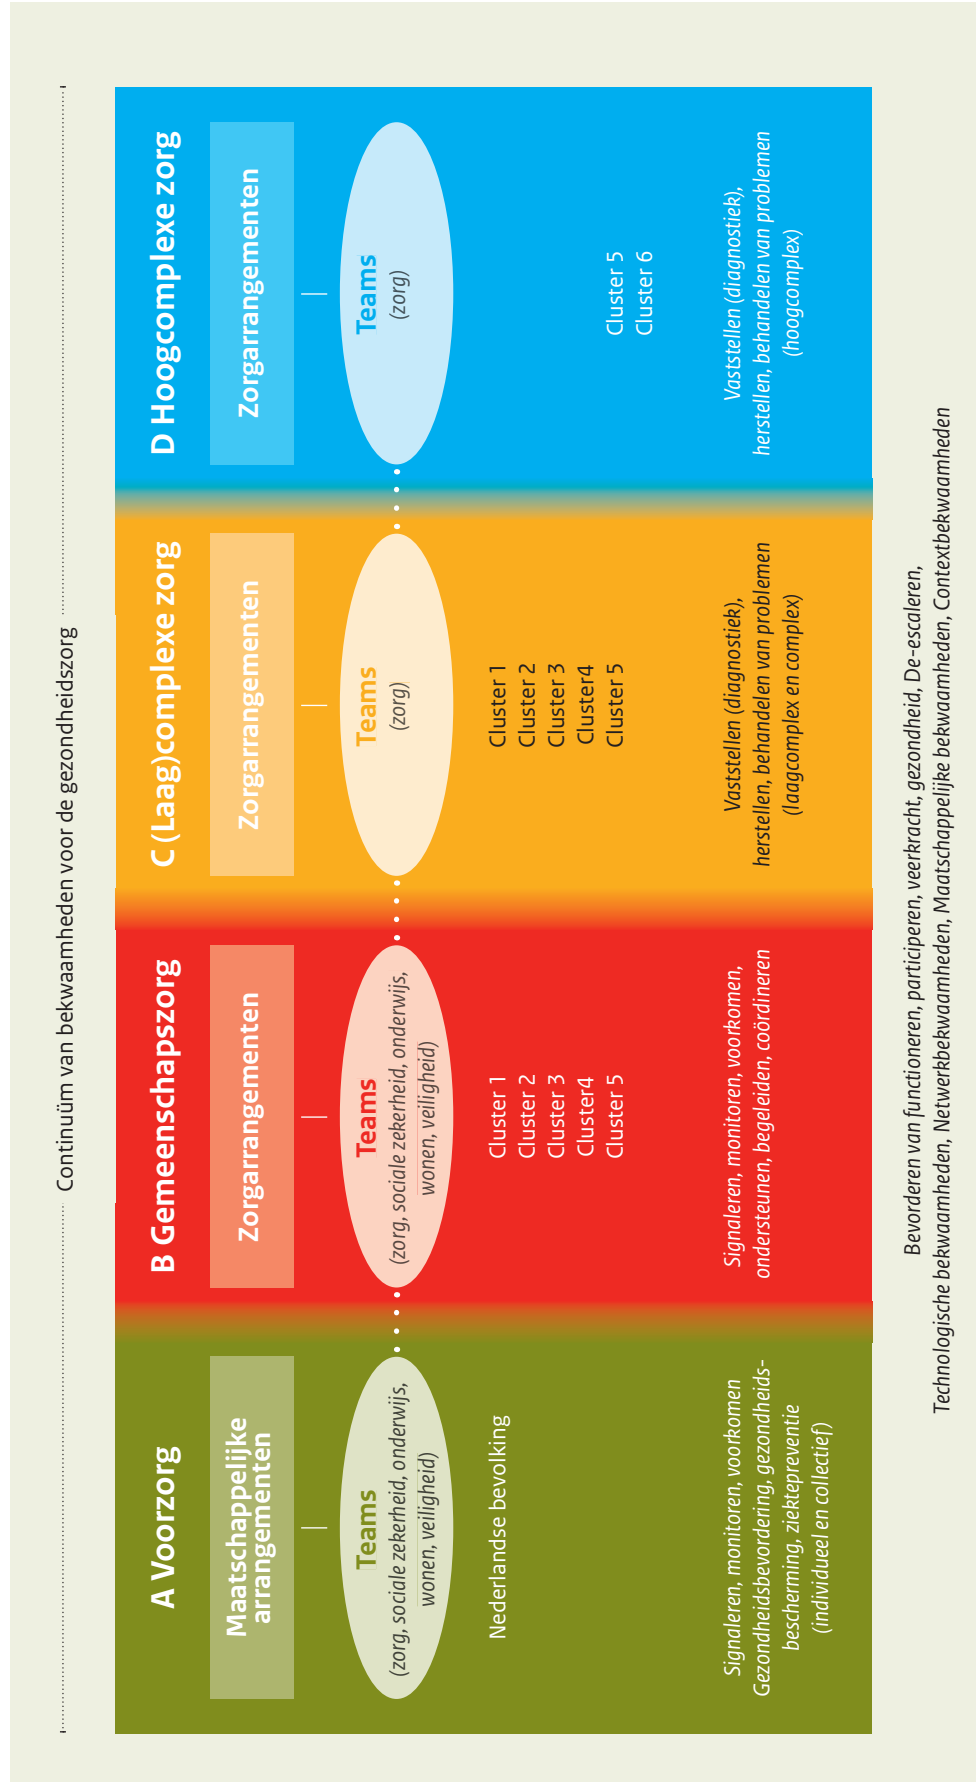 Continuüm van bekwaamheden voor de gezondheidszorg
A Voorzorg
Maatschappelijke
arrangementen
Teams
(zorg, sociale zekerheid, onderwijs,
wonen, veiligheid)
Nederlandse bevolking
Signaleren, monitoren, voorkomen
Gezondheidsbevordering, gezondheids-
bescherming, ziektepreventie
(individueel en collectief)
B Gemeenschapszorg
Zorgarrangementen
Teams
(zorg, sociale zekerheid, onderwijs,
wonen, veiligheid)
Cluster 1
Cluster 2
Cluster 3
Cluster4
Cluster 5
Signaleren, monitoren, voorkomen,
ondersteunen, begeleiden, coördineren
C (Laag)complexe zorg
Zorgarrangementen
Teams
(zorg)
Cluster 1
Cluster 2
Cluster 3
Cluster4
Cluster 5
Vaststellen (diagnostiek),
herstellen, behandelen van problemen
(laagcomplex en complex)
D Hoogcomplexe zorg
Zorgarrangementen
Teams
(zorg)
Cluster 5
Cluster 6
Vaststellen (diagnostiek),
herstellen, behandelen van problemen
(hoogcomplex)
Bevorderen van functioneren, participeren, veerkracht, gezondheid, De-escaleren,
Technologische bekwaamheden, Netwerkbekwaamheden, Maatschappelijke bekwaamheden, Contextbekwaamheden